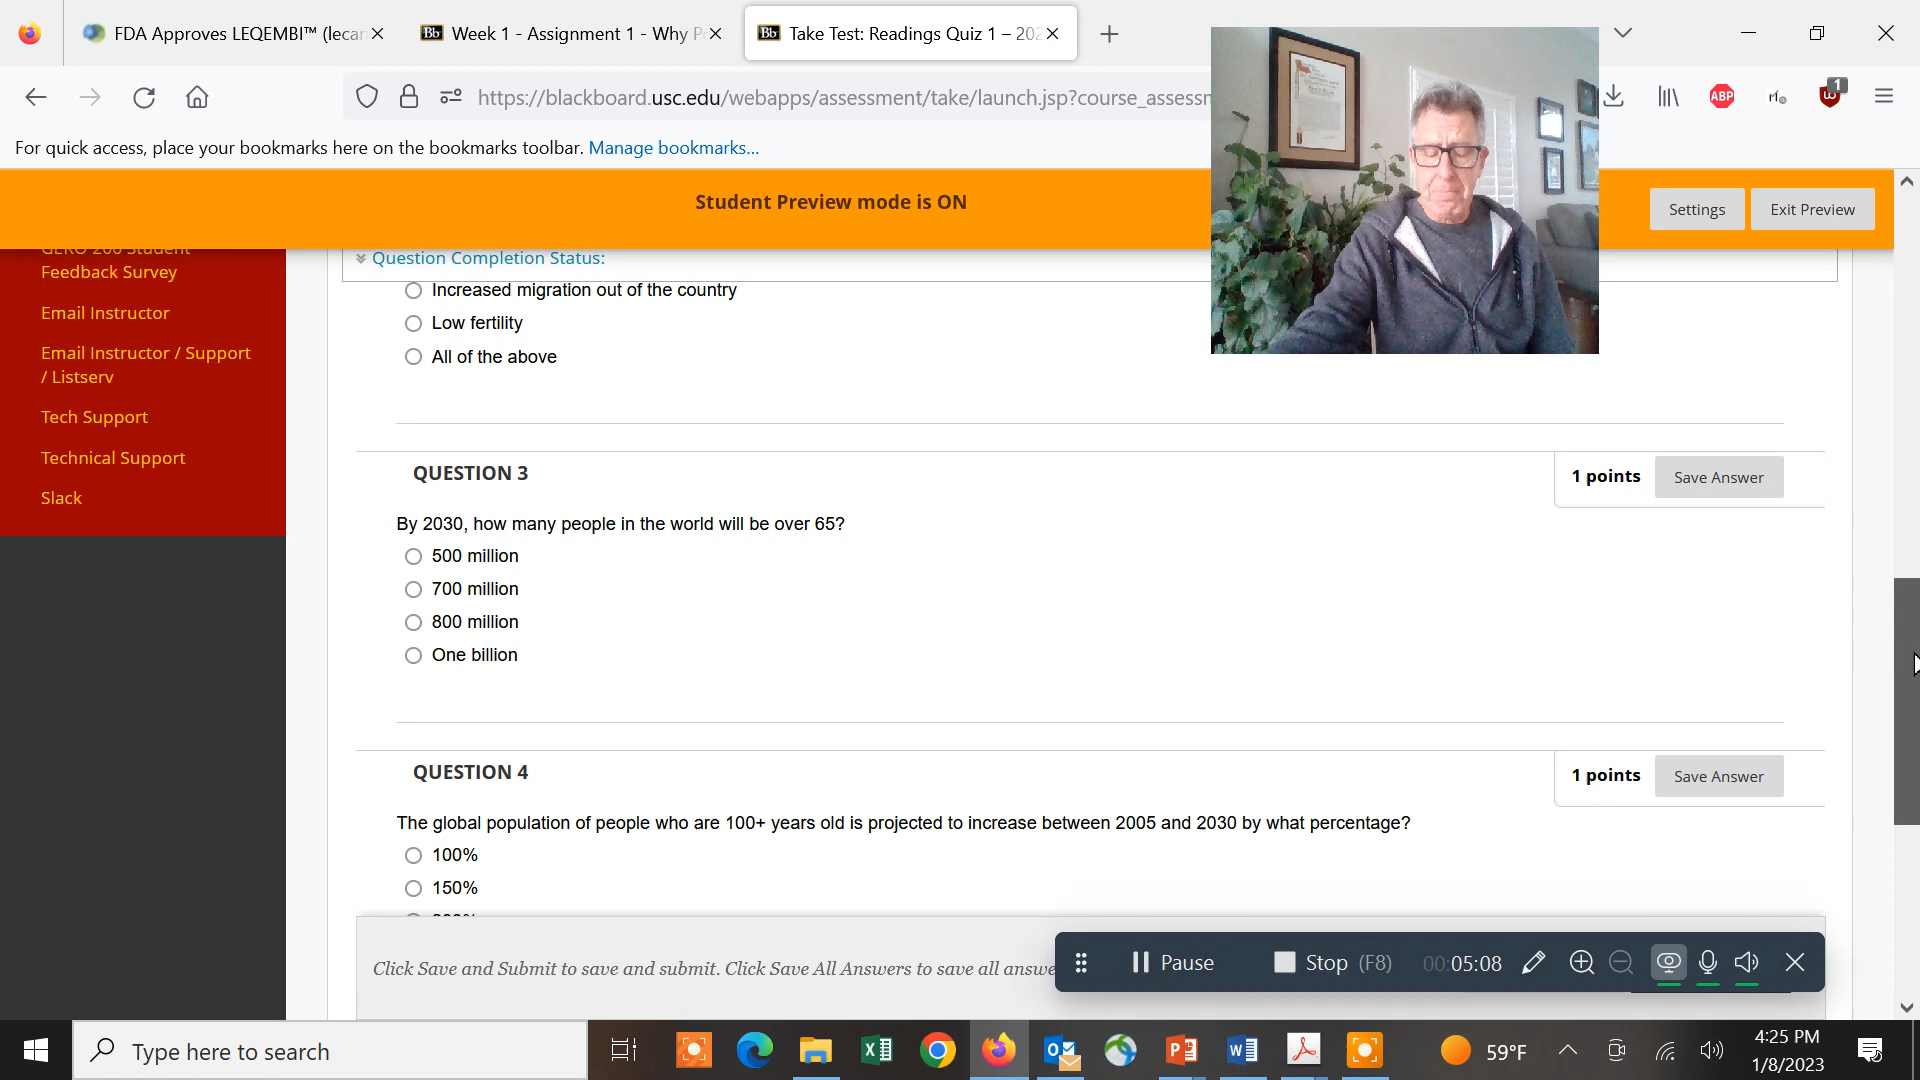 FDA Approves LEQEMBI™ (lecan
Week 1 - Assignment 1 - Why P
Take Test: Readings Quiz 1 – 202
https://blackboard.usc.edu/webapps/assessment/take/launch.jsp?course_assessm
ABP
1
For quick access, place your bookmarks here on the bookmarks toolbar. Manage bookmarks...
Student Preview mode is ON
Settings
Exit Preview
GERO 200 Student
Feedback Survey
Email Instructor
Email Instructor / Support
/ Listserv
Tech Support
Technical Support
Slack
Question Completion Status:
Increased migration out of the country
Low fertility
All of the above
QUESTION 3
1 points
Save Answer
By 2030, how many people in the world will be over 65?
500 million
700 million
800 million
One billion
QUESTION 4
1 points
Save Answer
The global population of people who are 100+ years old is projected to increase between 2005 and 2030 by what percentage?
100%
150%
Click Save and Submit to save and submit. Click Save All Answers to save all answe
Pause
Stop (F8)
00:05:08
Type here to search
59°F
4:25 PM
1/8/2023